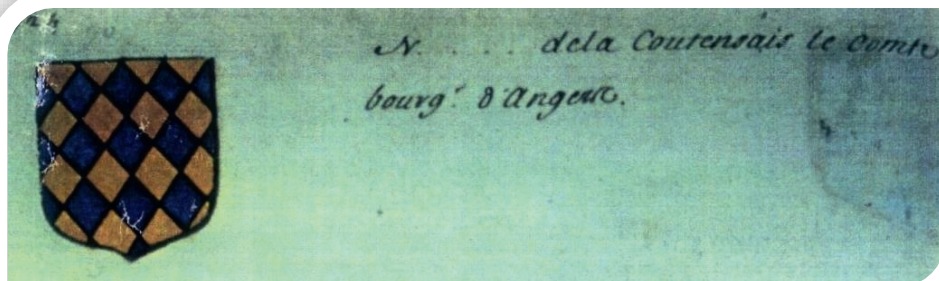 N. . . . . dela Coutensais le Comte
bourg.s d'Angers.